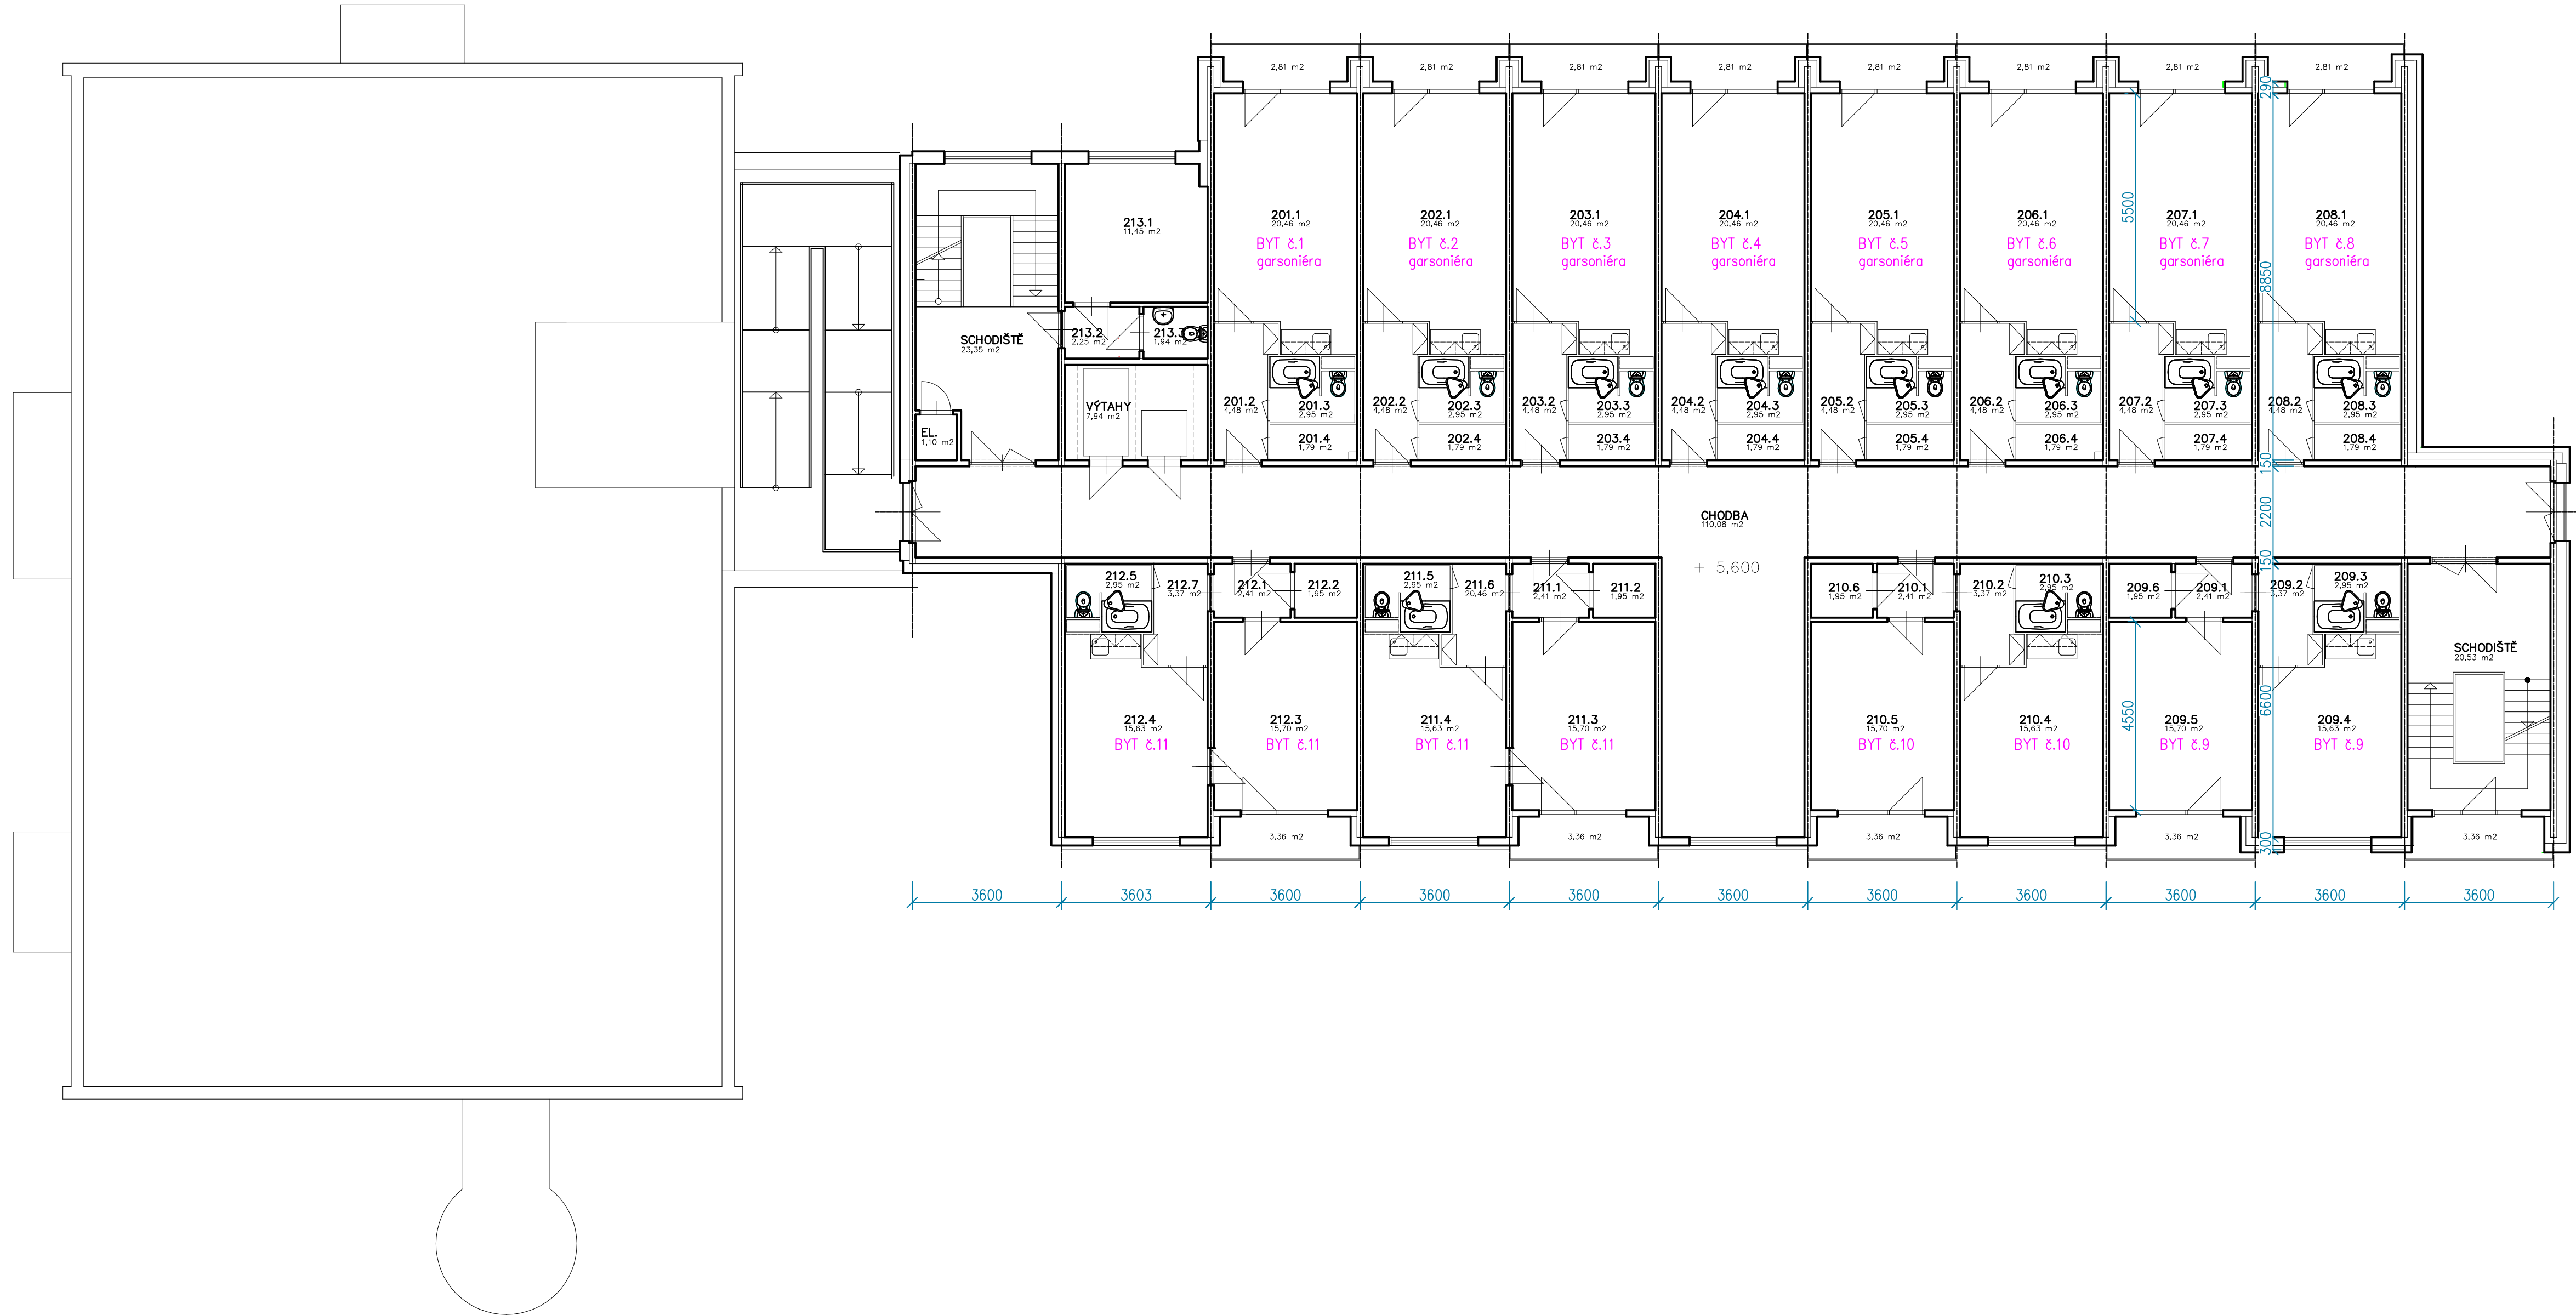 2,81 m2
2,81 m2
2,81 m2
2,81 m2
2,81 m2
2,81 m2
2,81 m2
2,81 m2
290
213.1
11,45 m2
201.1
20,46 m2
BYT č.1
garsoniéra
202.1
20,46 m2
BYT č.2
garsoniéra
203.1
20,46 m2
BYT č.3
garsoniéra
204.1
20,46 m2
BYT č.4
garsoniéra
205.1
20,46 m2
BYT č.5
garsoniéra
206.1
20,46 m2
BYT č.6
garsoniéra
5500
207.1
20,46 m2
BYT č.7
garsoniéra
8850
208.1
20,46 m2
BYT č.8
garsoniéra
SCHODIŠTĚ
23,35 m2
213.2
2,25 m2
213.3
1,94 m2
VÝTAHY
7,94 m2
EL.
1,10 m2
201.2
4,48 m2
201.3
2,95 m2
201.4
1,79 m2
202.2
4,48 m2
202.3
2,95 m2
202.4
1,79 m2
203.2
4,48 m2
203.3
2,95 m2
203.4
1,79 m2
204.2
4,48 m2
204.3
2,95 m2
204.4
1,79 m2
205.2
4,48 m2
205.3
2,95 m2
205.4
1,79 m2
206.2
4,48 m2
206.3
2,95 m2
206.4
1,79 m2
207.2
4,48 m2
207.3
2,95 m2
207.4
1,79 m2
208.2
4,48 m2
208.3
2,95 m2
208.4
1,79 m2
150
2200
150
CHODBA
110,08 m2
+ 5,600
212.5
2,95 m2
212.7
3,37 m2
212.1
2,41 m2
212.2
1,95 m2
211.5
2,95 m2
211.6
20,46 m2
211.1
2,41 m2
211.2
1,95 m2
210.6
1,95 m2
210.1
2,41 m2
210.2
3,37 m2
210.3
2,95 m2
209.6
1,95 m2
209.1
2,41 m2
209.2
3,37 m2
209.3
2,95 m2
SCHODIŠTĚ
20,53 m2
212.4
15,63 m2
BYT č.11
212.3
15,70 m2
BYT č.11
211.4
15,63 m2
BYT č.11
211.3
15,70 m2
BYT č.11
210.5
15,70 m2
BYT č.10
210.4
15,63 m2
BYT č.10
4550
209.5
15,70 m2
BYT č.9
6600
209.4
15,63 m2
BYT č.9
3,36 m2
3,36 m2
3,36 m2
3,36 m2
300
3,36 m2
3600
3603
3600
3600
3600
3600
3600
3600
3600
3600
3600